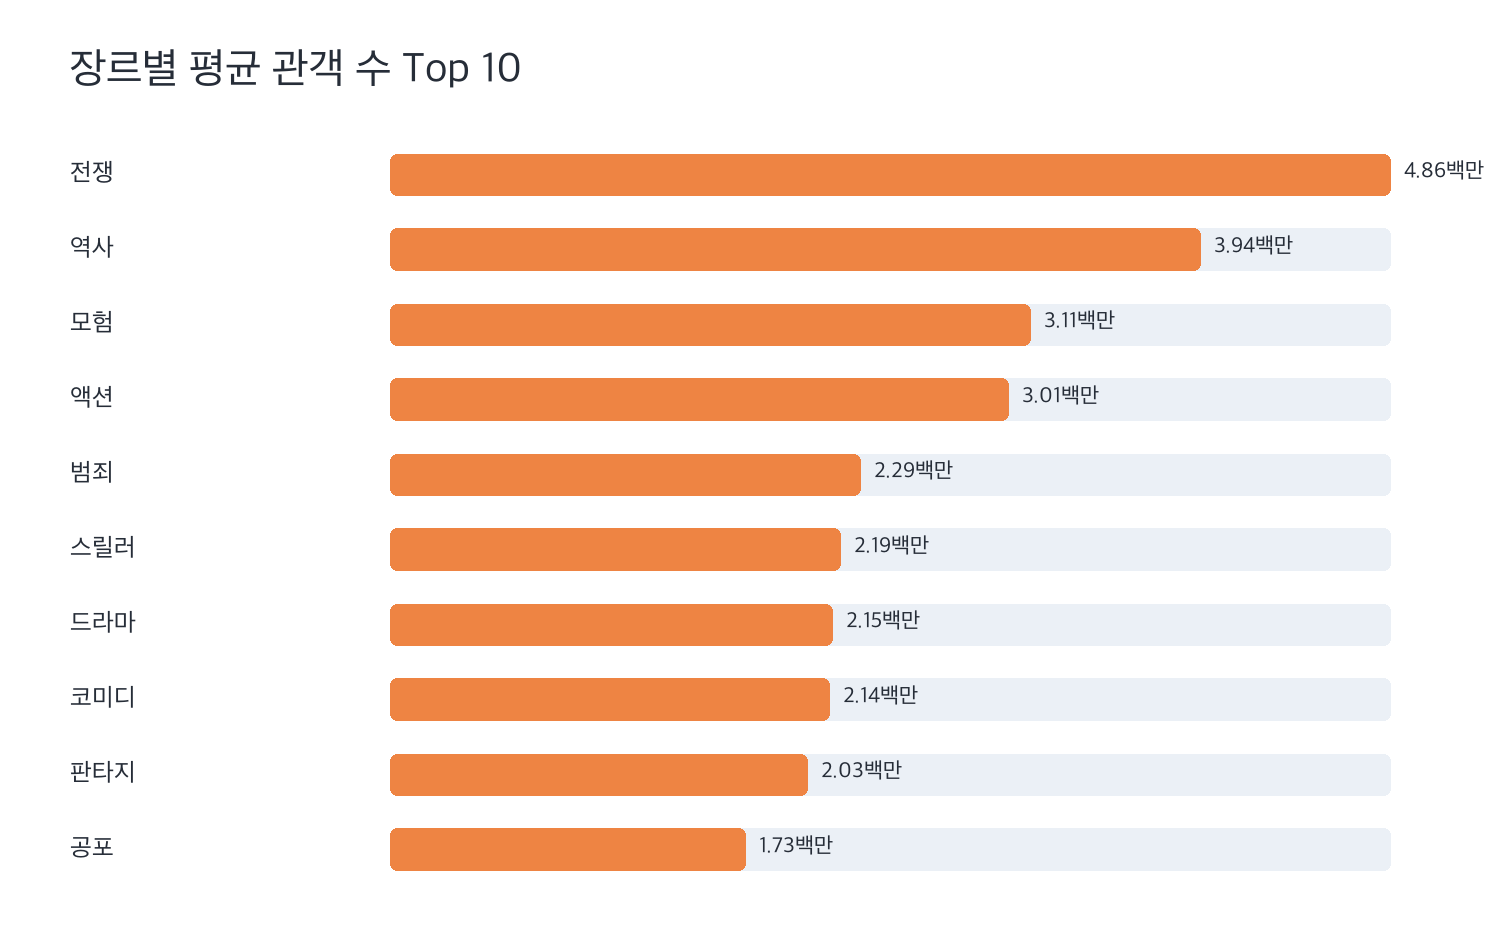 장르별 평균 관객 수 Top 10
전쟁 4.86백만
역사 3.94백만
모험 3.11백만
액션 3.01백만
범죄 2.29백만
스릴러 2.19백만
드라마 2.15백만
코미디 2.14백만
판타지 2.03백만
공포 1.73백만